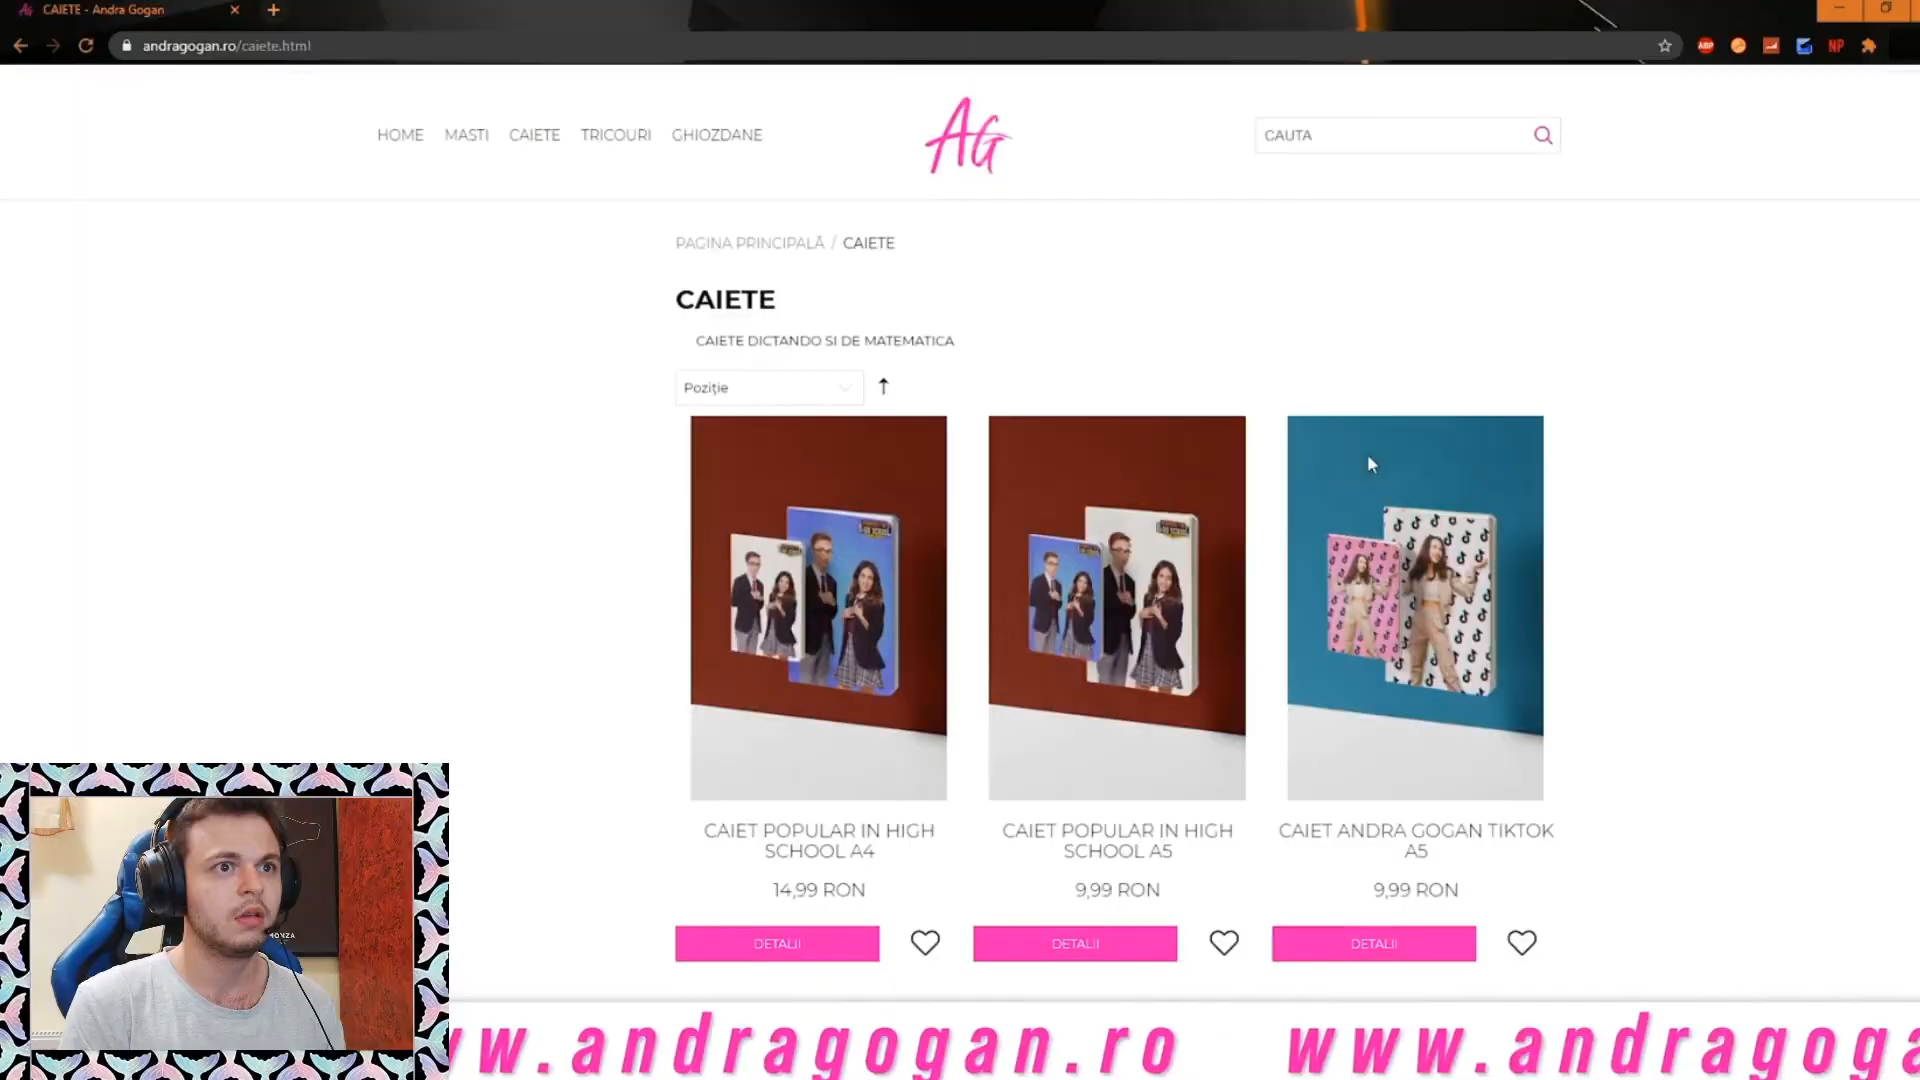 CAIETE - Andra Gogan
andragogan.ro/caiete.html
ABP
NP
HOME MASTI CAIETE TRICOURI GHIOZDANE
AG
CAUTA
PAGINA PRINCIPALĂ / CAIETE
CAIETE
CAIETE DICTANDO SI DE MATEMATICA
Poziție
CAIET POPULAR IN HIGH SCHOOL A4
14,99 RON
DETALII
CAIET POPULAR IN HIGH SCHOOL A5
9,99 RON
DETALII
CAIET ANDRA GOGAN TIKTOK A5
9,99 RON
DETALII
MONZA
w.andragogan.ro www.andragoga